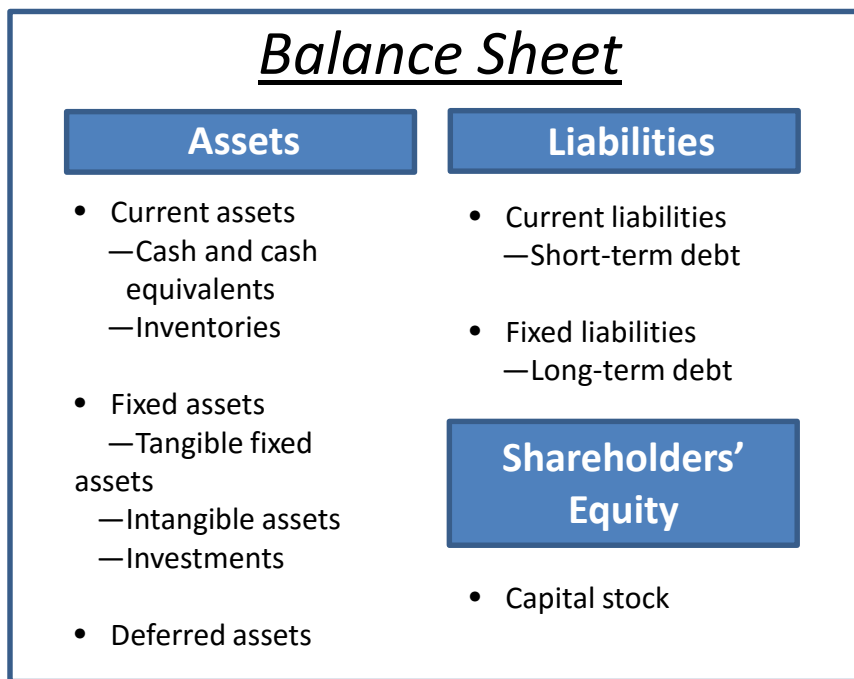 Balance Sheet
Assets
• Current assets
—Cash and cash
equivalents
—Inventories
• Fixed assets
—Tangible fixed
assets
—Intangible assets
—Investments
• Deferred assets
Liabilities
• Current liabilities
—Short-term debt
• Fixed liabilities
—Long-term debt
Shareholders’
Equity
• Capital stock